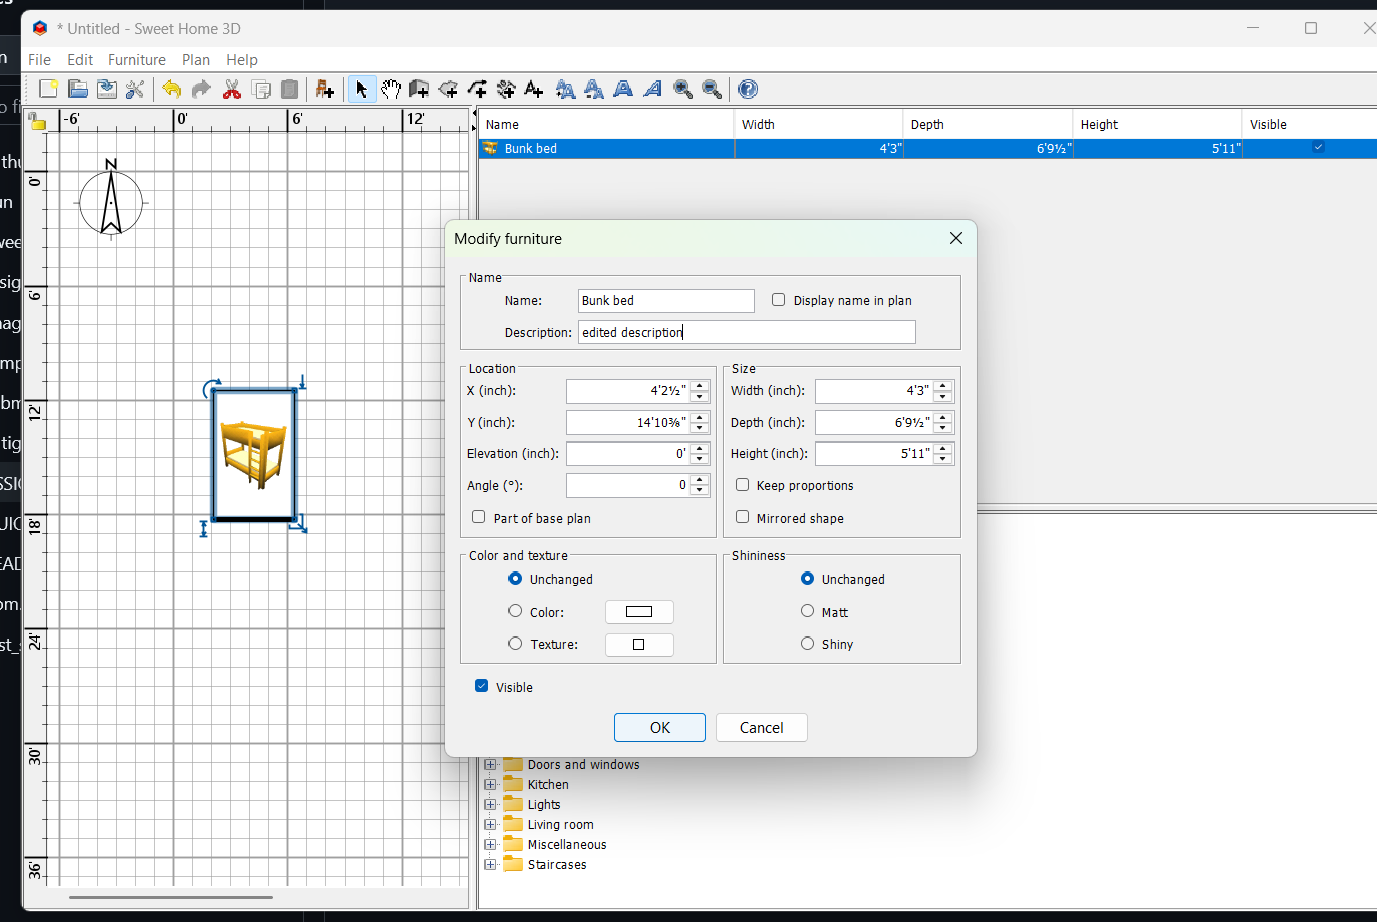 * Untitled - Sweet Home 3D
File Edit Furniture Plan Help
-6' 0' 6' 12'
Name Width Depth Height Visible
Bunk bed 4'3" 6'9½" 5'11"
N
0'
6'
12'
18'
24'
30'
36'
Modify furniture
Name
Name: Bunk bed Display name in plan
Description: edited description
Location
X (inch): 4'2½"
Y (inch): 14'10⅜"
Elevation (inch): 0'
Angle (°): 0
Part of base plan
Size
Width (inch): 4'3"
Depth (inch): 6'9½"
Height (inch): 5'11"
Keep proportions
Mirrored shape
Color and texture
Unchanged
Color:
Texture:
Shininess
Unchanged
Matt
Shiny
Visible
OK Cancel
Doors and windows
Kitchen
Lights
Living room
Miscellaneous
Staircases